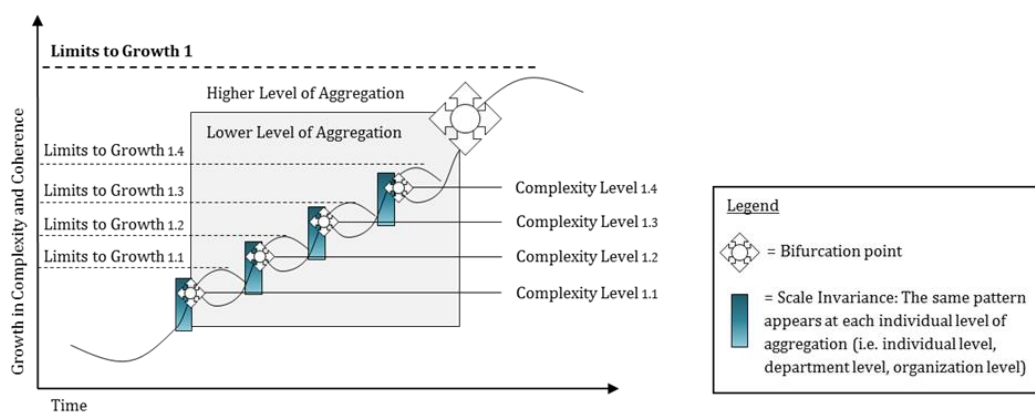 Limits to Growth 1
Higher Level of Aggregation
Lower Level of Aggregation
Limits to Growth 1.4
Limits to Growth 1.3
Limits to Growth 1.2
Limits to Growth 1.1
Complexity Level 1.4
Complexity Level 1.3
Complexity Level 1.2
Complexity Level 1.1
Growth in Complexity and Coherence
Time
Legend
= Bifurcation point
= Scale Invariance: The same pattern
appears at each individual level of
aggregation (i.e. individual level,
department level, organization level)